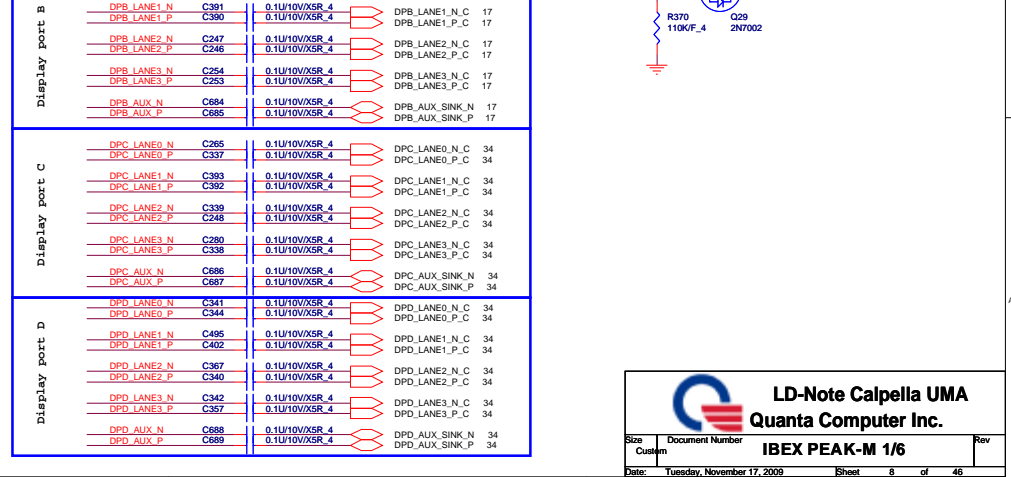 Display port B
DPB_LANE1_N C391 0.1U/10V/X5R_4 DPB_LANE1_N_C 17
DPB_LANE1_P C390 0.1U/10V/X5R_4 DPB_LANE1_P_C 17
DPB_LANE2_N C247 0.1U/10V/X5R_4 DPB_LANE2_N_C 17
DPB_LANE2_P C246 0.1U/10V/X5R_4 DPB_LANE2_P_C 17
DPB_LANE3_N C254 0.1U/10V/X5R_4 DPB_LANE3_N_C 17
DPB_LANE3_P C253 0.1U/10V/X5R_4 DPB_LANE3_P_C 17
DPB_AUX_N C684 0.1U/10V/X5R_4 DPB_AUX_SINK_N 17
DPB_AUX_P C685 0.1U/10V/X5R_4 DPB_AUX_SINK_P 17
R370 Q29
110K/F_4 2N7002
Display port C
DPC_LANE0_N C265 0.1U/10V/X5R_4 DPC_LANE0_N_C 34
DPC_LANE0_P C337 0.1U/10V/X5R_4 DPC_LANE0_P_C 34
DPC_LANE1_N C393 0.1U/10V/X5R_4 DPC_LANE1_N_C 34
DPC_LANE1_P C392 0.1U/10V/X5R_4 DPC_LANE1_P_C 34
DPC_LANE2_N C339 0.1U/10V/X5R_4 DPC_LANE2_N_C 34
DPC_LANE2_P C248 0.1U/10V/X5R_4 DPC_LANE2_P_C 34
DPC_LANE3_N C280 0.1U/10V/X5R_4 DPC_LANE3_N_C 34
DPC_LANE3_P C338 0.1U/10V/X5R_4 DPC_LANE3_P_C 34
DPC_AUX_N C686 0.1U/10V/X5R_4 DPC_AUX_SINK_N 34
DPC_AUX_P C687 0.1U/10V/X5R_4 DPC_AUX_SINK_P 34
Display port D
DPD_LANE0_N C341 0.1U/10V/X5R_4 DPD_LANE0_N_C 34
DPD_LANE0_P C344 0.1U/10V/X5R_4 DPD_LANE0_P_C 34
DPD_LANE1_N C495 0.1U/10V/X5R_4 DPD_LANE1_N_C 34
DPD_LANE1_P C402 0.1U/10V/X5R_4 DPD_LANE1_P_C 34
DPD_LANE2_N C367 0.1U/10V/X5R_4 DPD_LANE2_N_C 34
DPD_LANE2_P C340 0.1U/10V/X5R_4 DPD_LANE2_P_C 34
DPD_LANE3_N C342 0.1U/10V/X5R_4 DPD_LANE3_N_C 34
DPD_LANE3_P C357 0.1U/10V/X5R_4 DPD_LANE3_P_C 34
DPD_AUX_N C688 0.1U/10V/X5R_4 DPD_AUX_SINK_N 34
DPD_AUX_P C689 0.1U/10V/X5R_4 DPD_AUX_SINK_P 34
LD-Note Calpella UMA
Quanta Computer Inc.
Size Document Number Rev
Custom IBEX PEAK-M 1/6
Date: Tuesday, November 17, 2009 Sheet 8 of 46